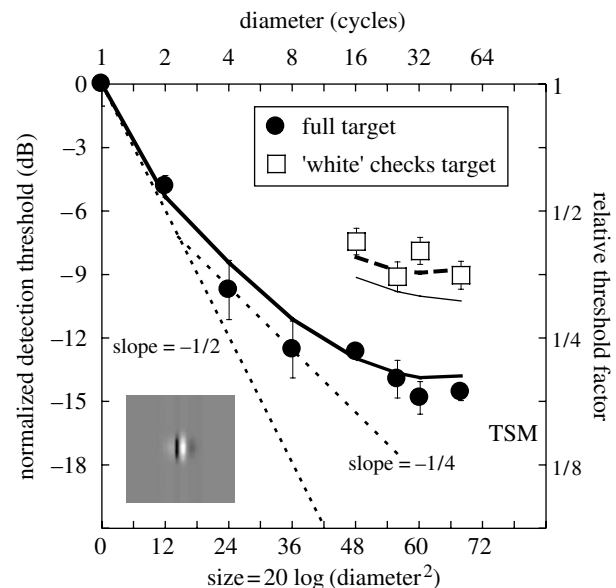 diameter (cycles)
1 2 4 8 16 32 64
0
−3
−6
−9
−12
−15
−18
normalized detection threshold (dB)
full target
'white' checks target
slope = −1/2
slope = −1/4
TSM
1
1/2
1/4
1/8
relative threshold factor
0 12 24 36 48 60 72
size = 20 log (diameter²)